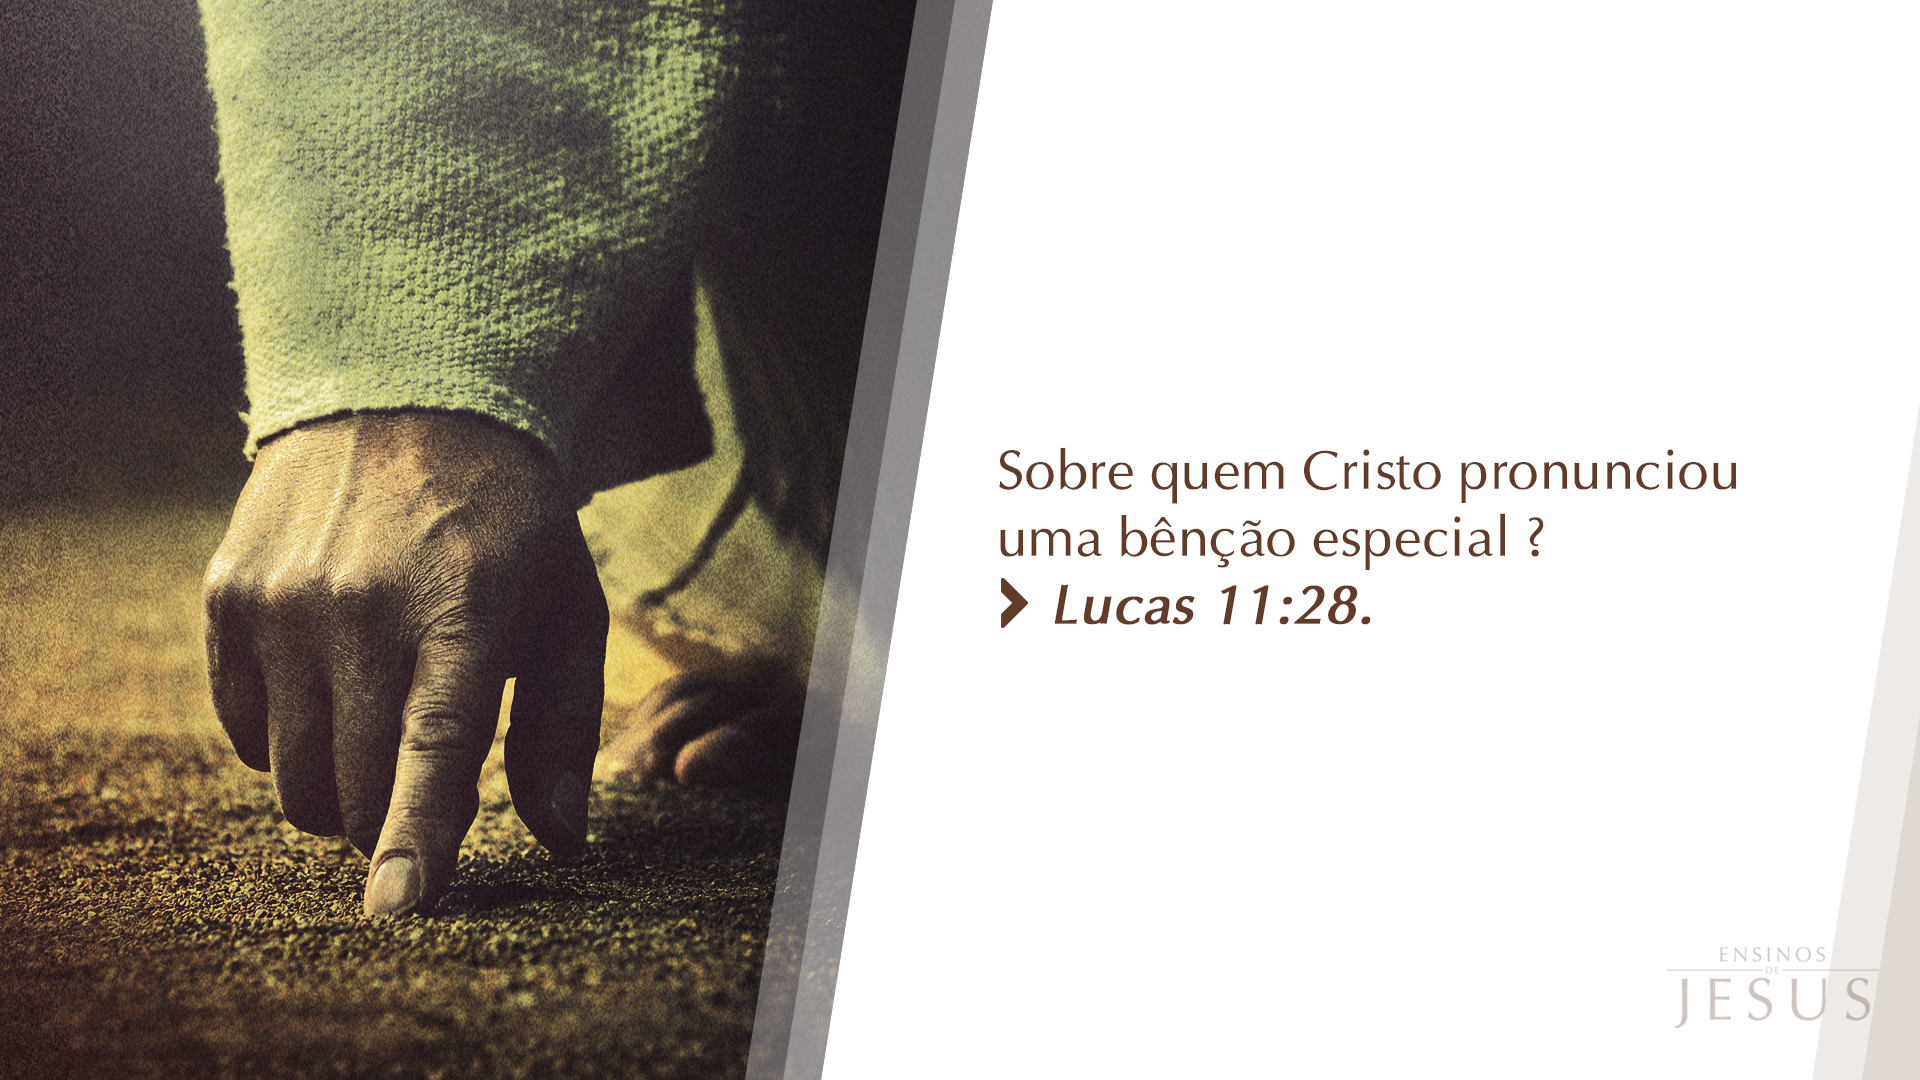 Sobre quem Cristo pronunciou
uma bênção especial ?
Lucas 11:28.
ENSINOS
DE
JESUS